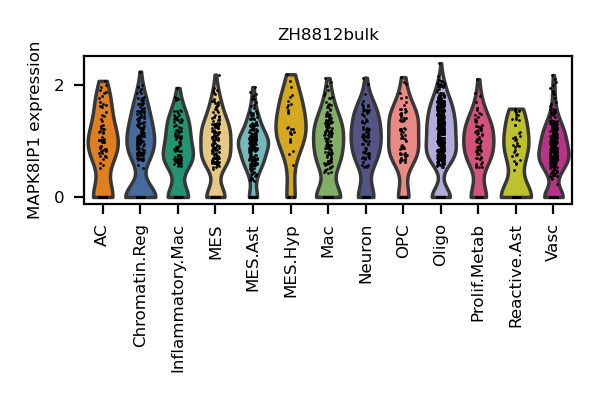 ZH8812bulk
MAPK8IP1 expression
2
0
AC
Chromatin.Reg
Inflammatory.Mac
MES
MES.Ast
MES.Hyp
Mac
Neuron
OPC
Oligo
Prolif.Metab
Reactive.Ast
Vasc